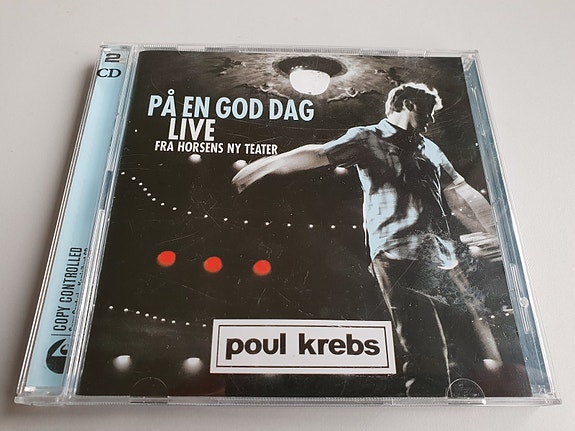 PÅ EN GOD DAG
LIVE
FRA HORSENS NY TEATER
poul krebs
2
CD
COPY CONTROLLED